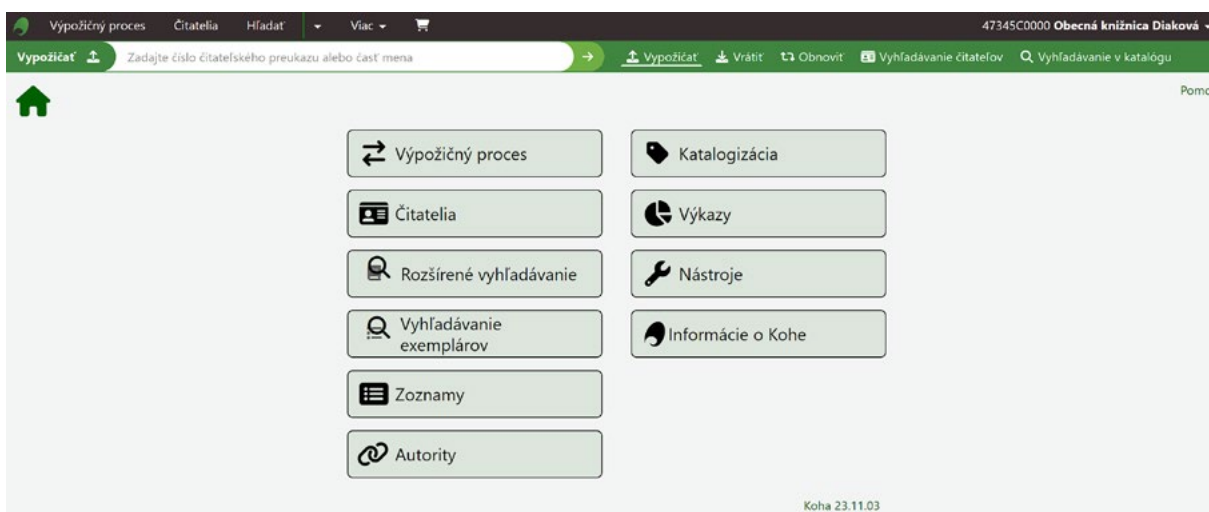 Výpožičný proces Čitatelia Hľadať Viac 47345C0000 Obecná knižnica Diaková
Vypožičať Zadajte číslo čitateľského preukazu alebo časť mena Vypožičať Vrátiť Obnoviť Vyhľadávanie čitateľov Vyhľadávanie v katalógu
Pomo
Výpožičný proces
Katalogizácia
Čitatelia
Výkazy
Rozšírené vyhľadávanie
Nástroje
Vyhľadávanie
exemplárov
Informácie o Kohe
Zoznamy
Autority
Koha 23.11.03